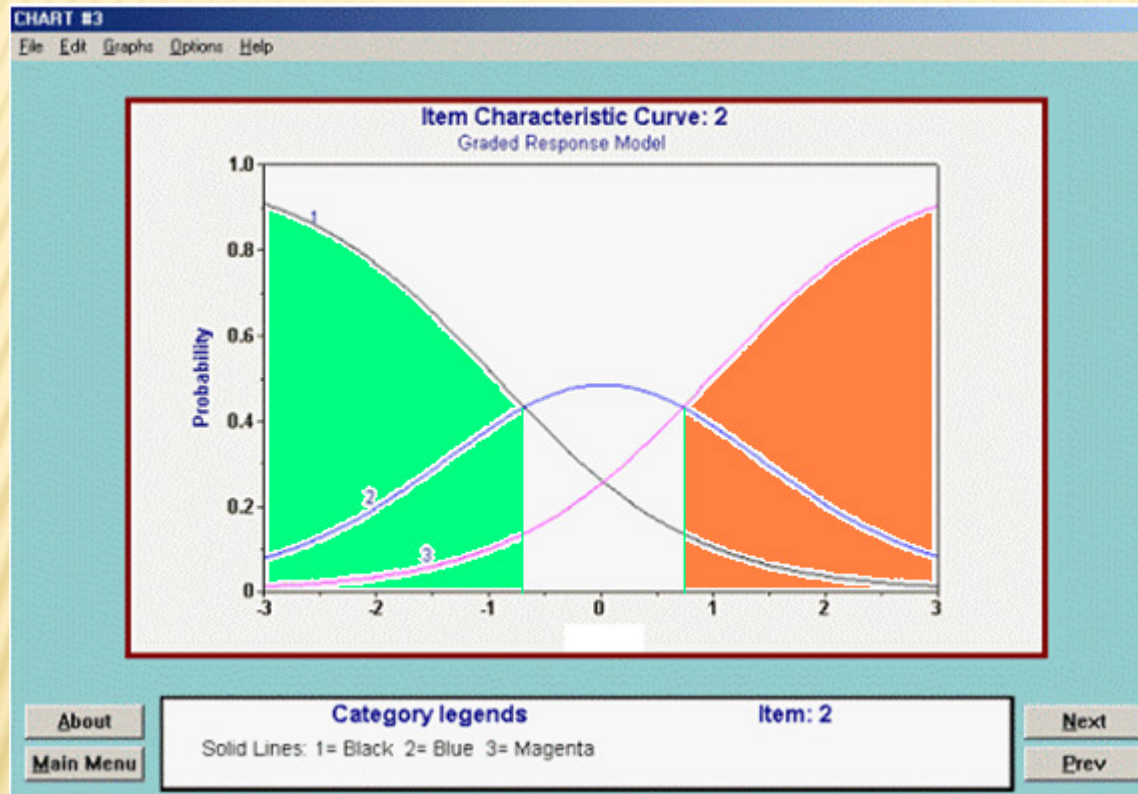 CHART #3
File Edit Graphs Options Help
Item Characteristic Curve: 2
Graded Response Model
1.0
0.8
0.6
0.4
0.2
0
Probability
1
2
3
-3 -2 -1 0 1 2 3
Category legends Item: 2
Solid Lines: 1= Black 2= Blue 3= Magenta
About
Main Menu
Next
Prev